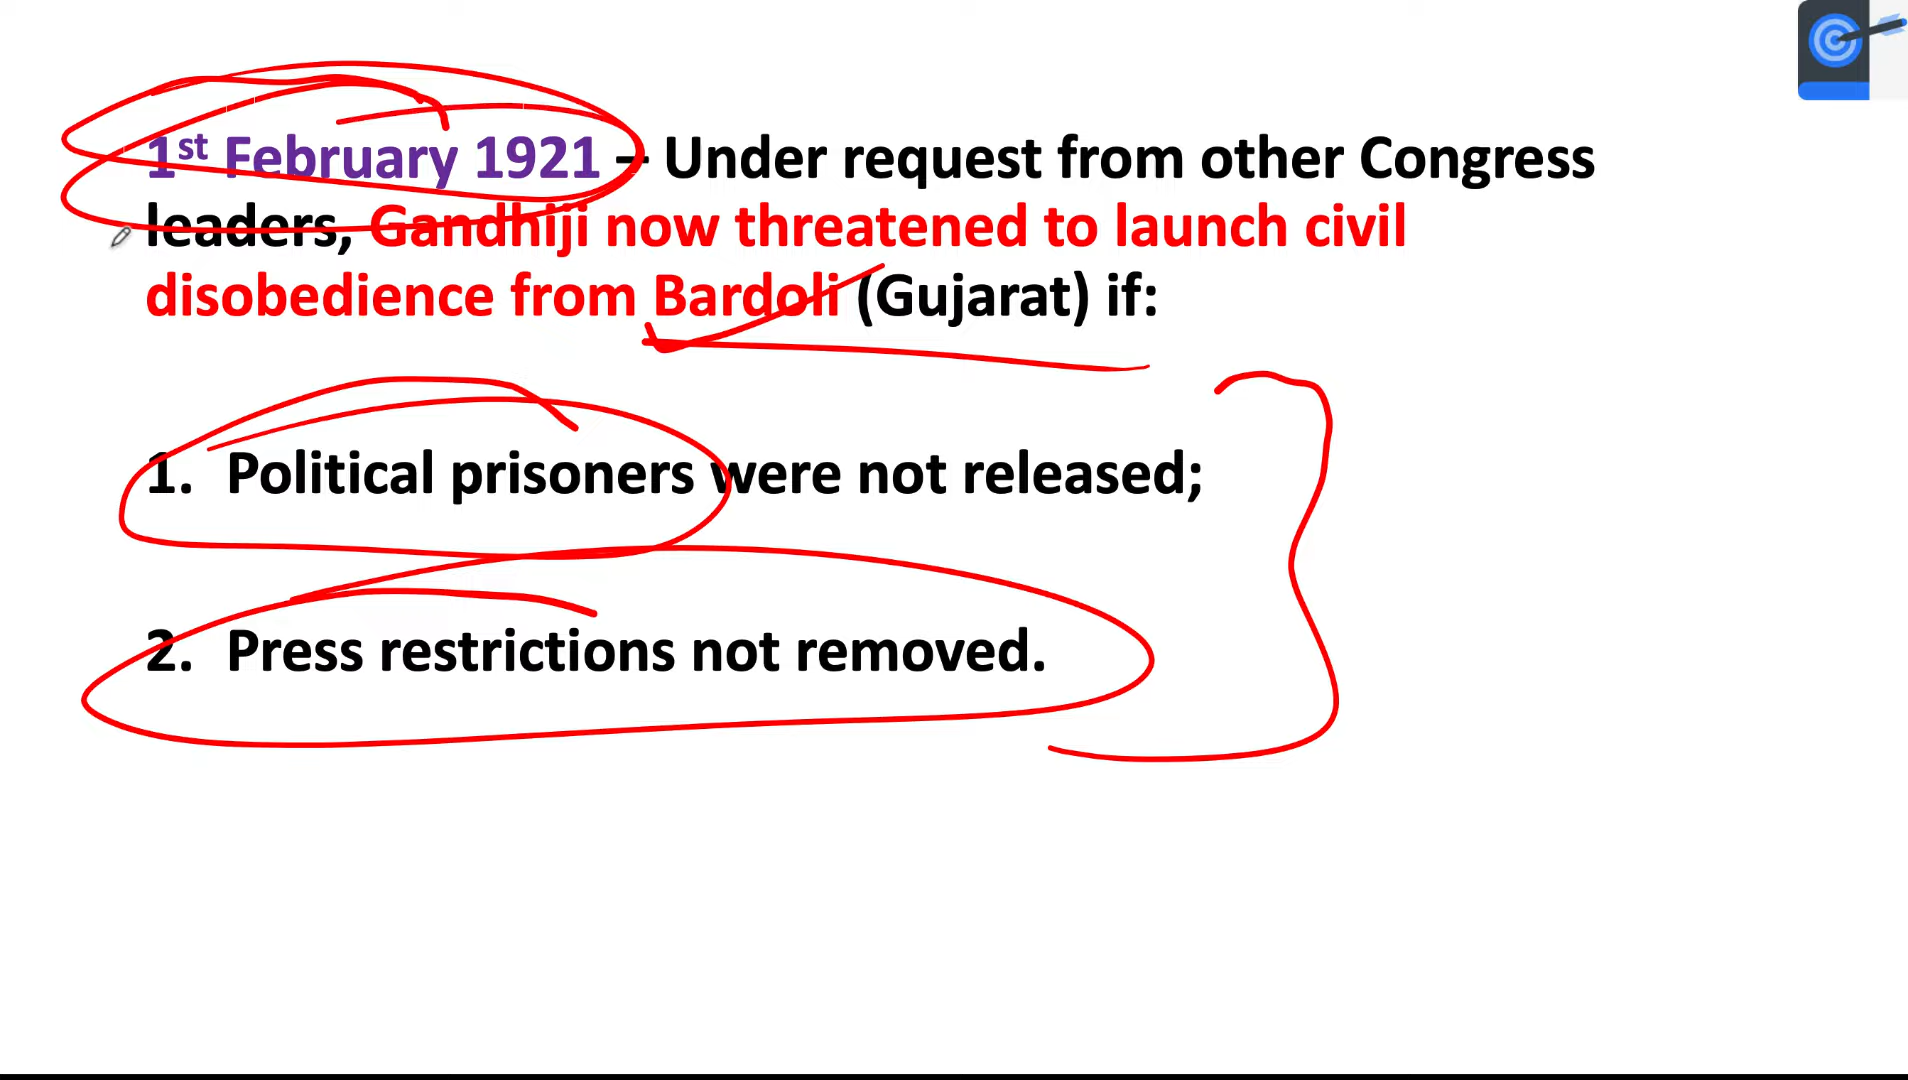 1st February 1921 – Under request from other Congress
leaders, Gandhiji now threatened to launch civil
disobedience from Bardoli (Gujarat) if:
1. Political prisoners were not released;
2. Press restrictions not removed.